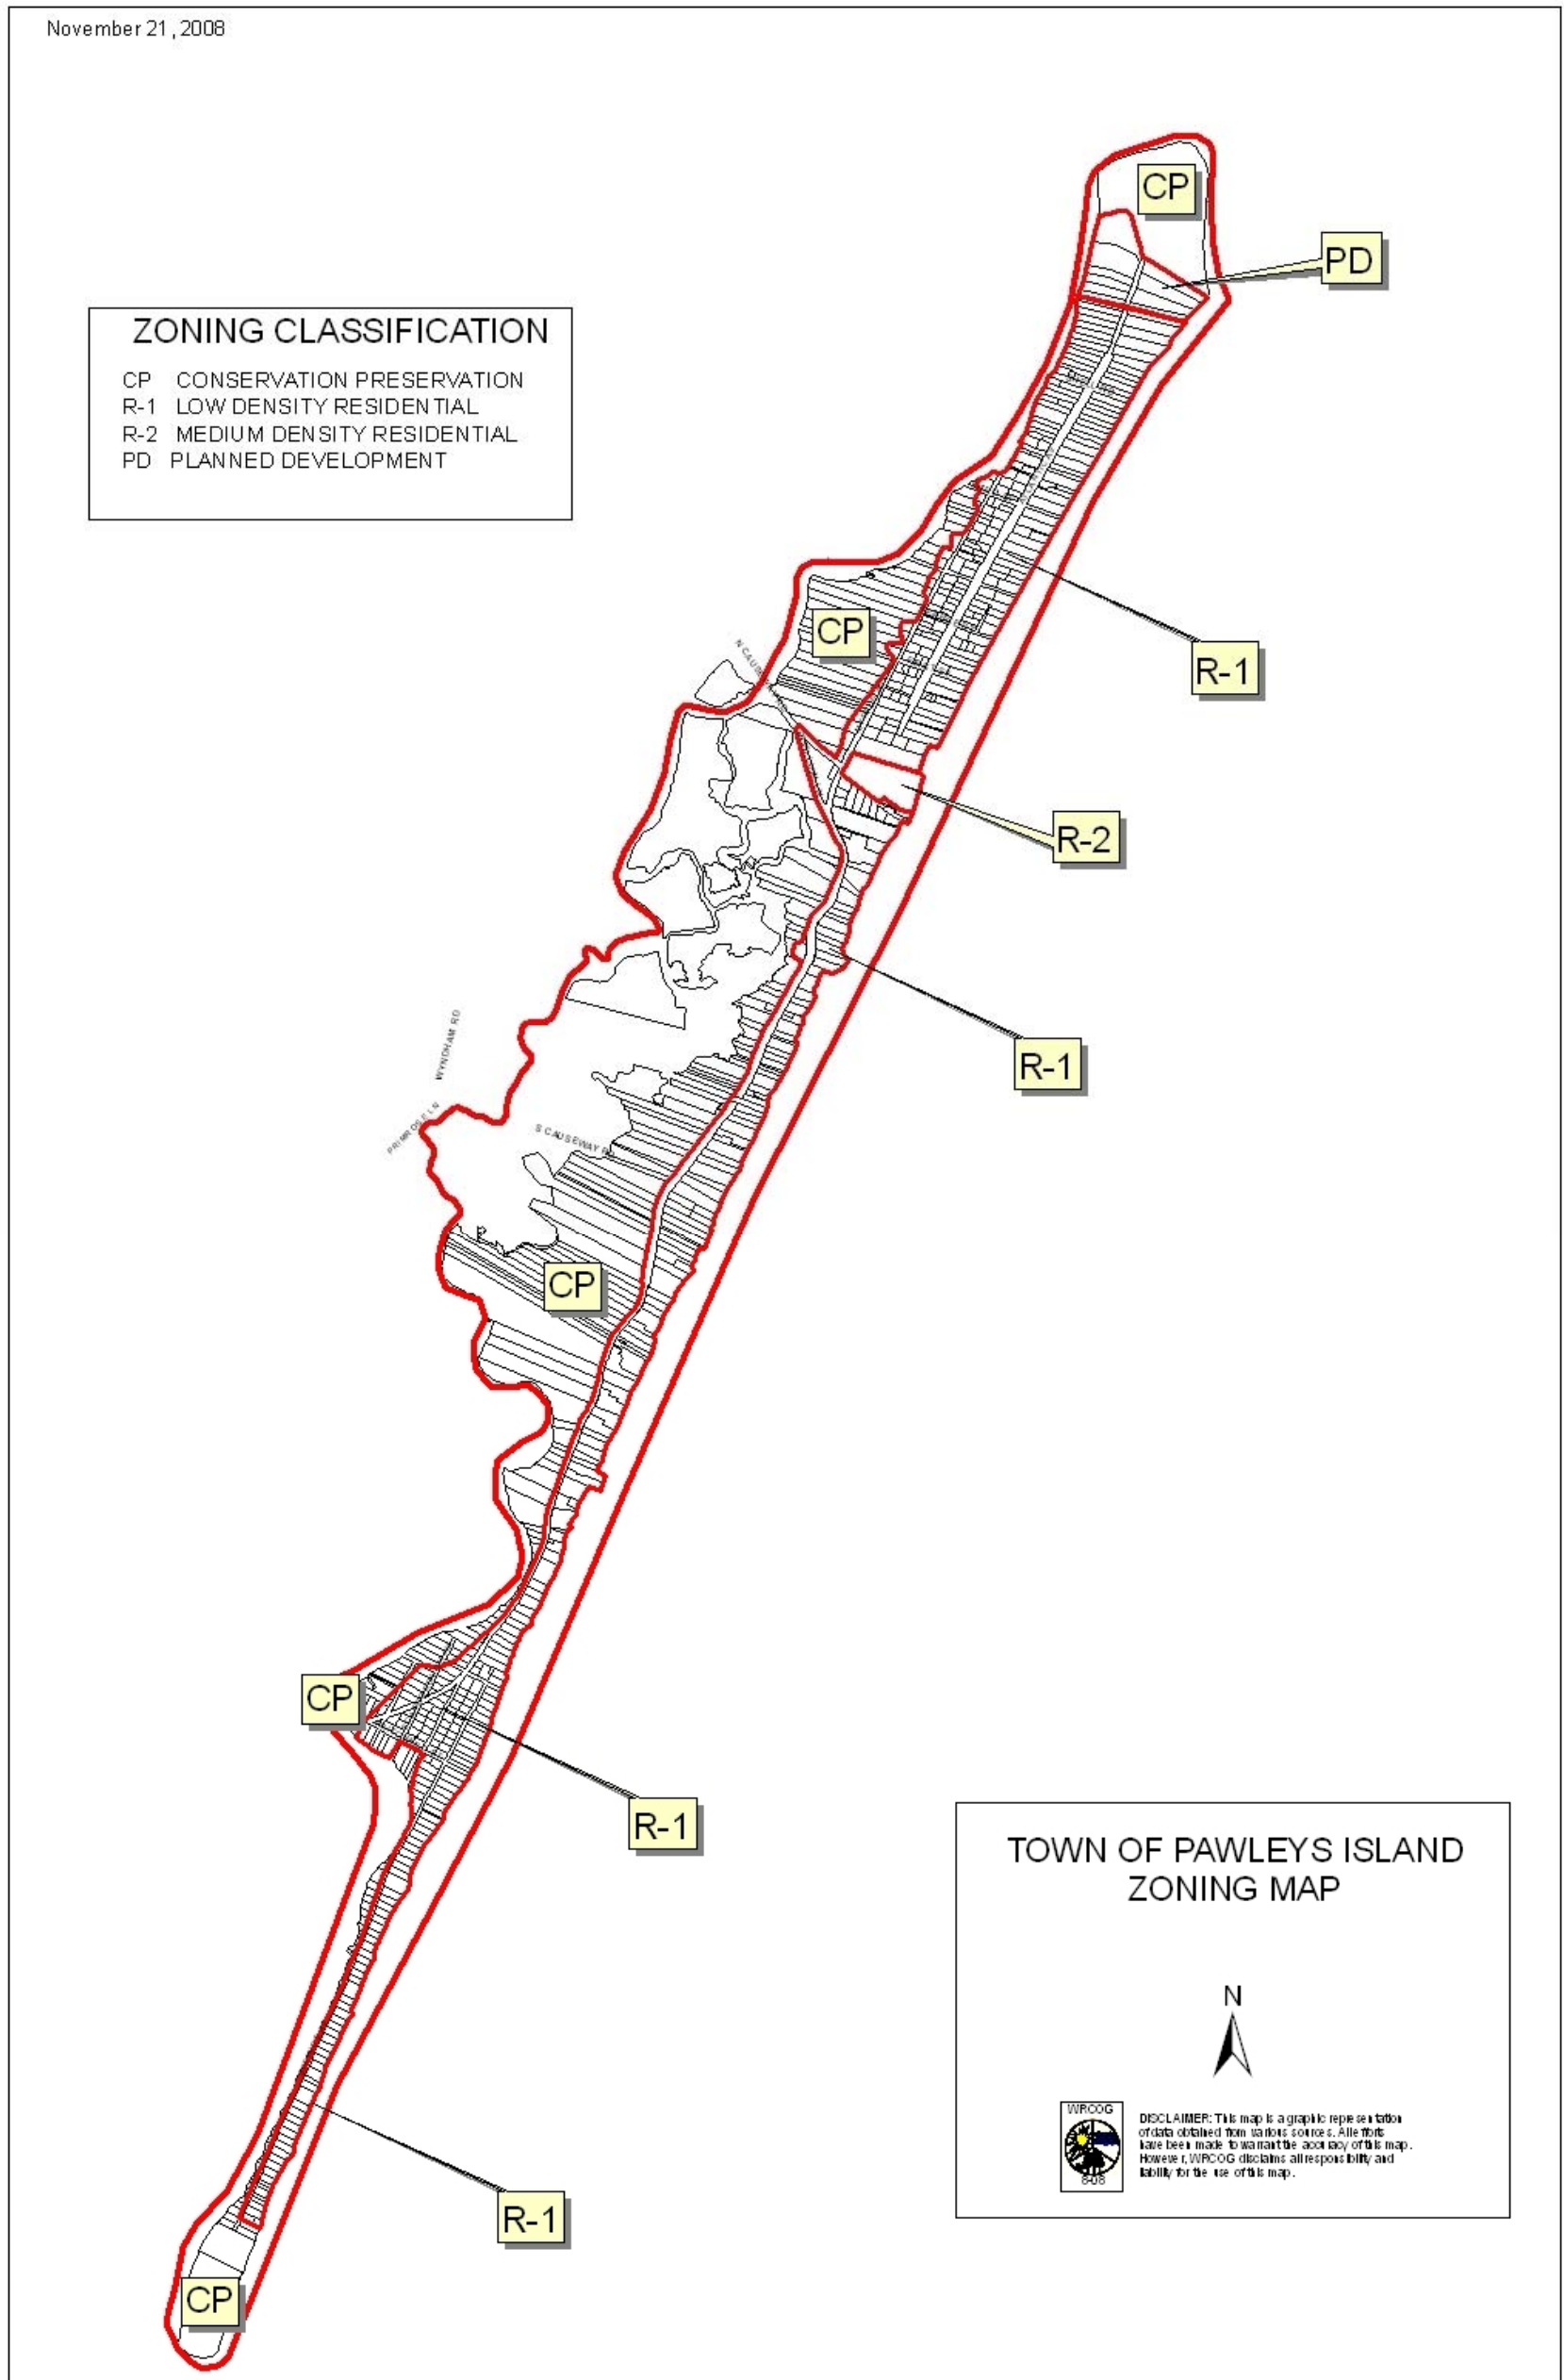 November 21, 2008
CP
PD
ZONING CLASSIFICATION
CP CONSERVATION PRESERVATION
R-1 LOW DENSITY RESIDENTIAL
R-2 MEDIUM DENSITY RESIDENTIAL
PD PLANNED DEVELOPMENT
CP
R-1
R-2
R-1
WYNDHAM RD
PRIMROSE LN
S CAUSEWAY
CP
CP
R-1
TOWN OF PAWLEYS ISLAND
ZONING MAP
N
WRCOG
8-08
DISCLAIMER: This map is a graphic representation
of data obtained from various sources. All efforts
have been made to warrant the accuracy of this map.
However, WRCOG disclaims all responsibility and
liability for the use of this map.
R-1
CP